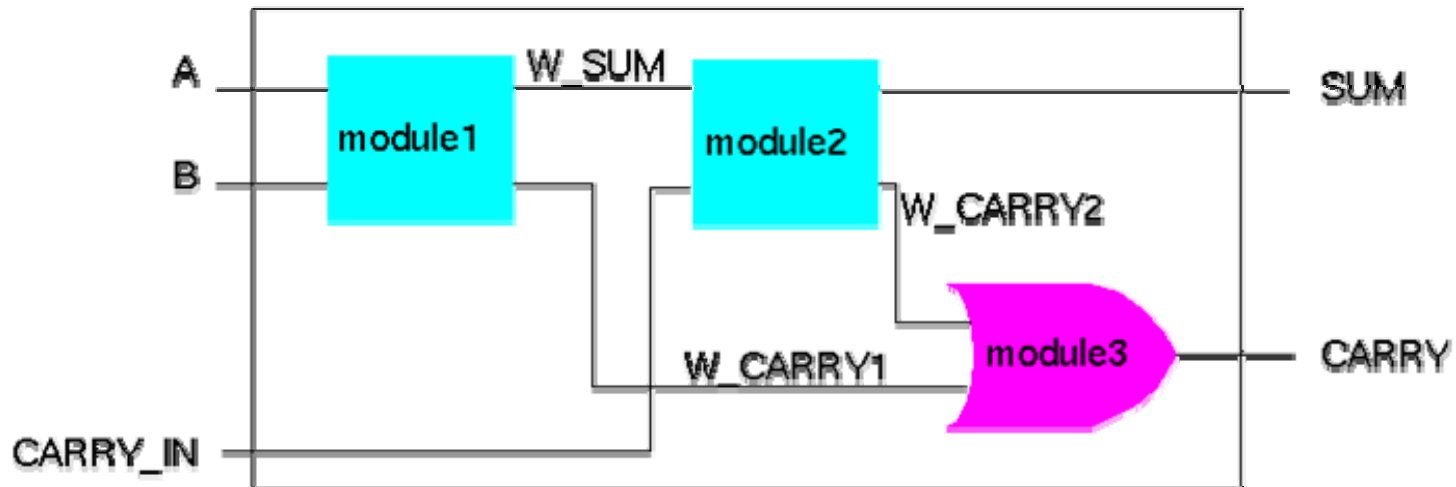 A
W_SUM
SUM
module1
module2
B
W_CARRY2
module3
CARRY
W_CARRY1
CARRY_IN